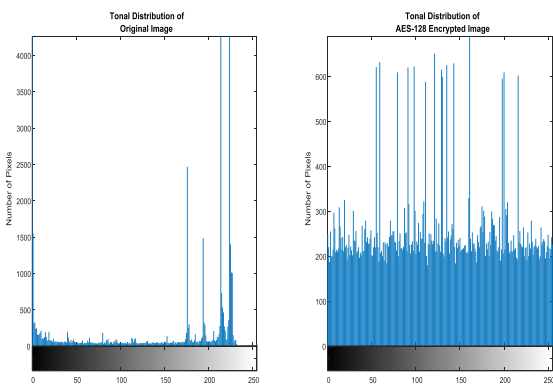 Tonal Distribution of
Original Image
Number of Pixels
4000
3500
3000
2500
2000
1500
1000
500
0
0 50 100 150 200 250
Tonal Distribution of
AES-128 Encrypted Image
Number of Pixels
600
500
400
300
200
100
0
0 50 100 150 200 250